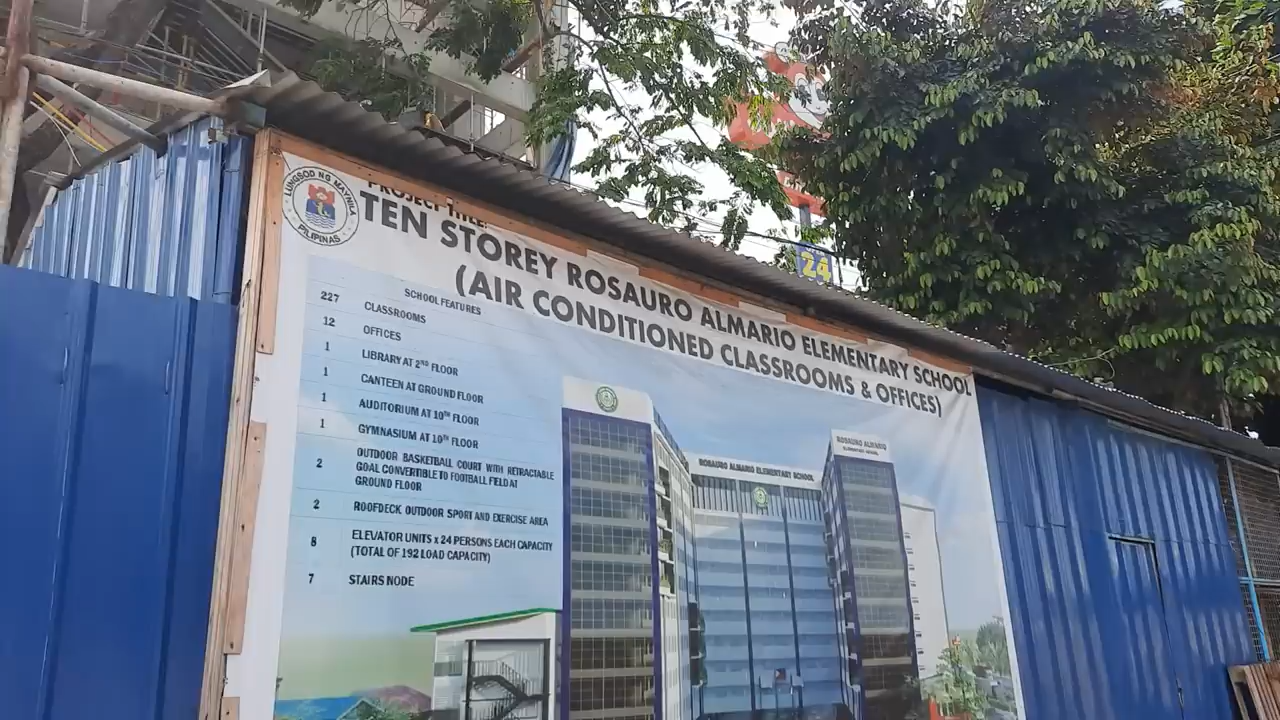 LUNGSOD NG MAYNILA
PILIPINAS
PROJECT TITLE:
TEN STOREY ROSAURO ALMARIO ELEMENTARY SCHOOL
(AIR CONDITIONED CLASSROOMS & OFFICES)
SCHOOL FEATURES
227 CLASSROOMS
12 OFFICES
1 LIBRARY AT 2ND FLOOR
1 CANTEEN AT GROUND FLOOR
1 AUDITORIUM AT 10TH FLOOR
1 GYMNASIUM AT 10TH FLOOR
2 OUTDOOR BASKETBALL COURT WITH RETRACTABLE
GOAL CONVERTIBLE TO FOOTBALL FIELD AT
GROUND FLOOR
2 ROOFDECK OUTDOOR SPORT AND EXERCISE AREA
8 ELEVATOR UNITS x 24 PERSONS EACH CAPACITY
(TOTAL OF 192 LOAD CAPACITY)
7 STAIRS NODE
ROSAURO ALMARIO
ELEMENTARY SCHOOL
ROSAURO ALMARIO ELEMENTARY SCHOOL
24